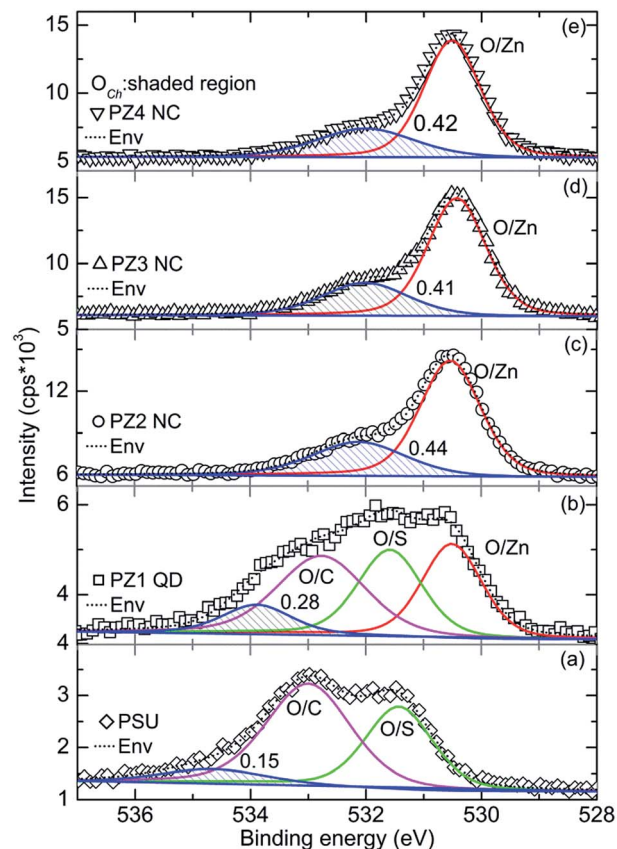 15
(e)
O/Zn
O_Ch:shaded region
10
▽ PZ4 NC
0.42
····· Env
5
(d)
15
O/Zn
△ PZ3 NC
10
0.41
····· Env
5
(c)
O/Zn
12
○ PZ2 NC
····· Env
0.44
6
6
(b)
O/S
O/Zn
□ PZ1 QD
O/C
4
0.28
····· Env
4
(a)
3
O/C
◇ PSU
O/S
2
····· Env
0.15
1
536
534
532
530
528
Binding energy (eV)
Intensity (cps*10³)